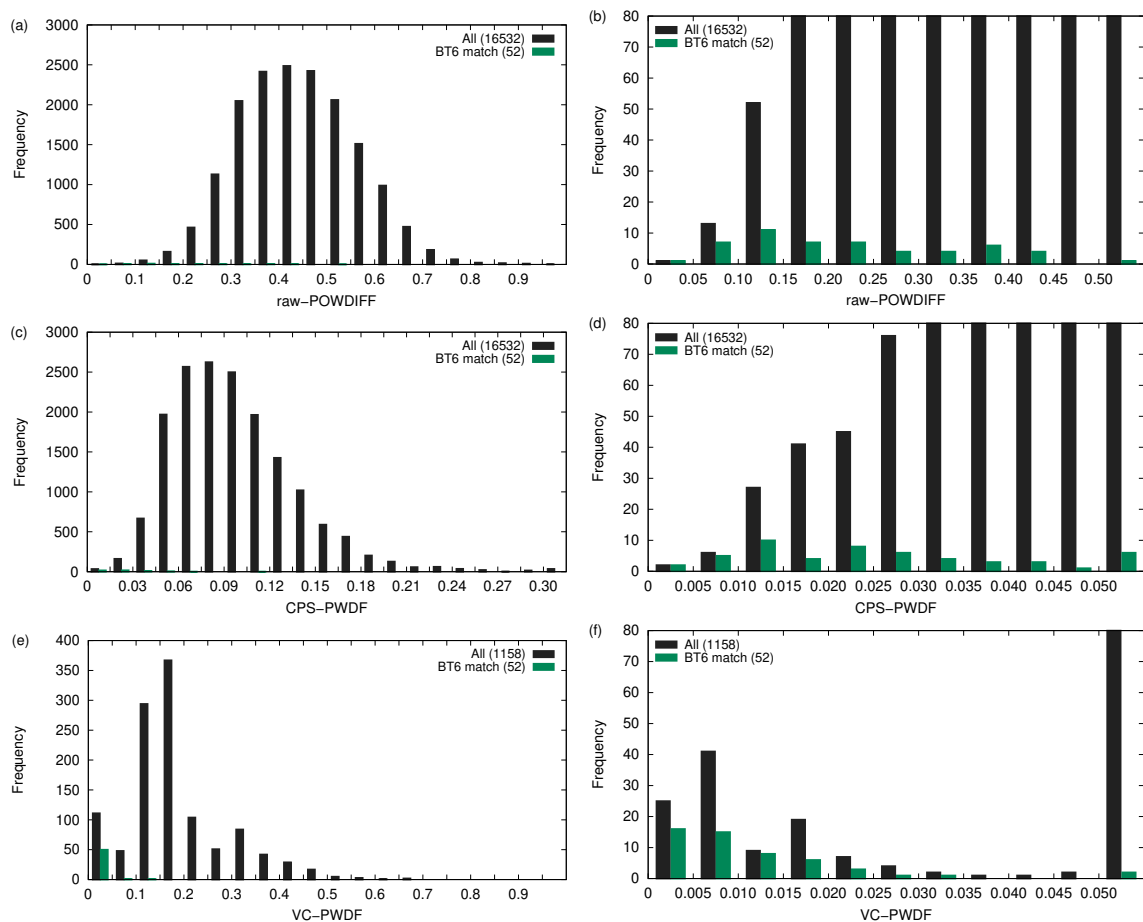 (a)
3000
2500
2000
1500
1000
500
0
Frequency
All (16532)
BT6 match (52)
0 0.1 0.2 0.3 0.4 0.5 0.6 0.7 0.8 0.9
raw-POWDIFF
(b)
80
70
60
50
40
30
20
10
0
Frequency
All (16532)
BT6 match (52)
0 0.05 0.10 0.15 0.20 0.25 0.30 0.35 0.40 0.45 0.50
raw-POWDIFF
(c)
3000
2500
2000
1500
1000
500
0
Frequency
All (16532)
BT6 match (52)
0 0.03 0.06 0.09 0.12 0.15 0.18 0.21 0.24 0.27 0.30
CPS-PWDF
(d)
80
70
60
50
40
30
20
10
0
Frequency
All (16532)
BT6 match (52)
0 0.005 0.010 0.015 0.020 0.025 0.030 0.035 0.040 0.045 0.050
CPS-PWDF
(e)
400
350
300
250
200
150
100
50
0
Frequency
All (1158)
BT6 match (52)
0 0.1 0.2 0.3 0.4 0.5 0.6 0.7 0.8 0.9
VC-PWDF
(f)
80
70
60
50
40
30
20
10
0
Frequency
All (1158)
BT6 match (52)
0 0.005 0.010 0.015 0.020 0.025 0.030 0.035 0.040 0.045 0.050
VC-PWDF